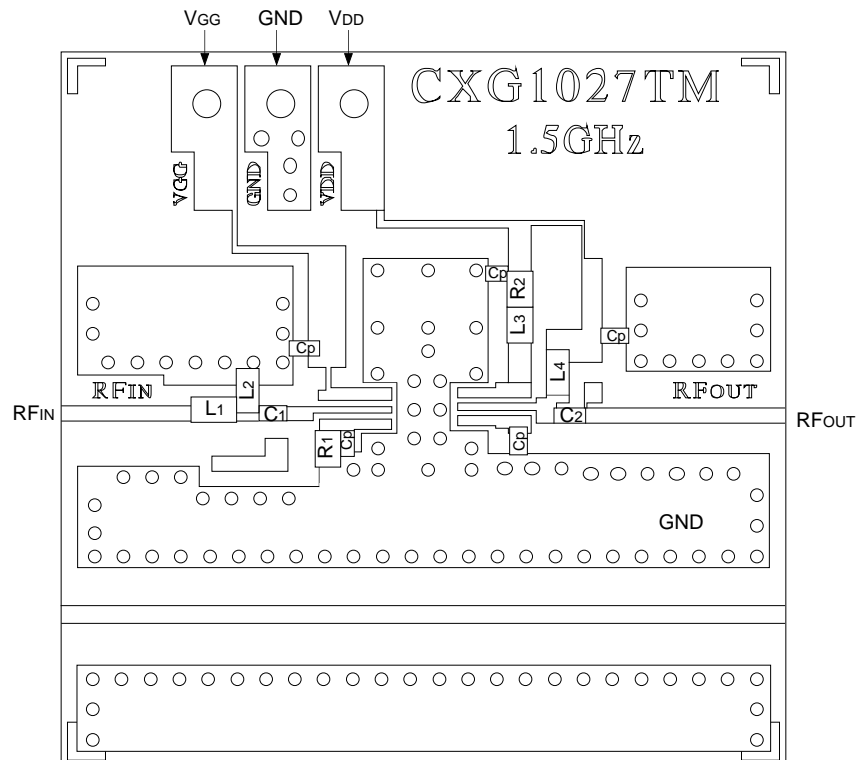 VGG GND VDD
CXG1027TM
1.5GHz
VGG
GND
VDD
Cp
R2
L3
Cp
Cp
L4
L2
RFIN
RFOUT
RFIN
L1
C1
C2
RFOUT
R1
Cp
Cp
GND